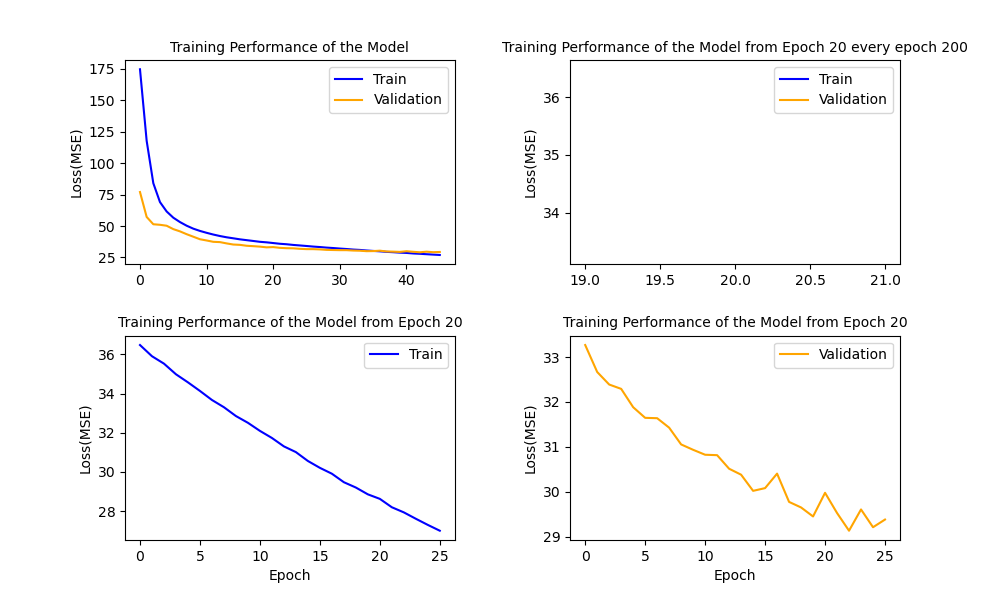 Training Performance of the Model
Training Performance of the Model from Epoch 20 every epoch 200
Loss(MSE)
175
150
125
100
75
50
25
0
10
20
30
40
Train
Validation
Loss(MSE)
36
35
34
19.0
19.5
20.0
20.5
21.0
Train
Validation
Training Performance of the Model from Epoch 20
Training Performance of the Model from Epoch 20
Loss(MSE)
36
34
32
30
28
0
5
10
15
20
25
Train
Epoch
Loss(MSE)
33
32
31
30
29
0
5
10
15
20
25
Validation
Epoch